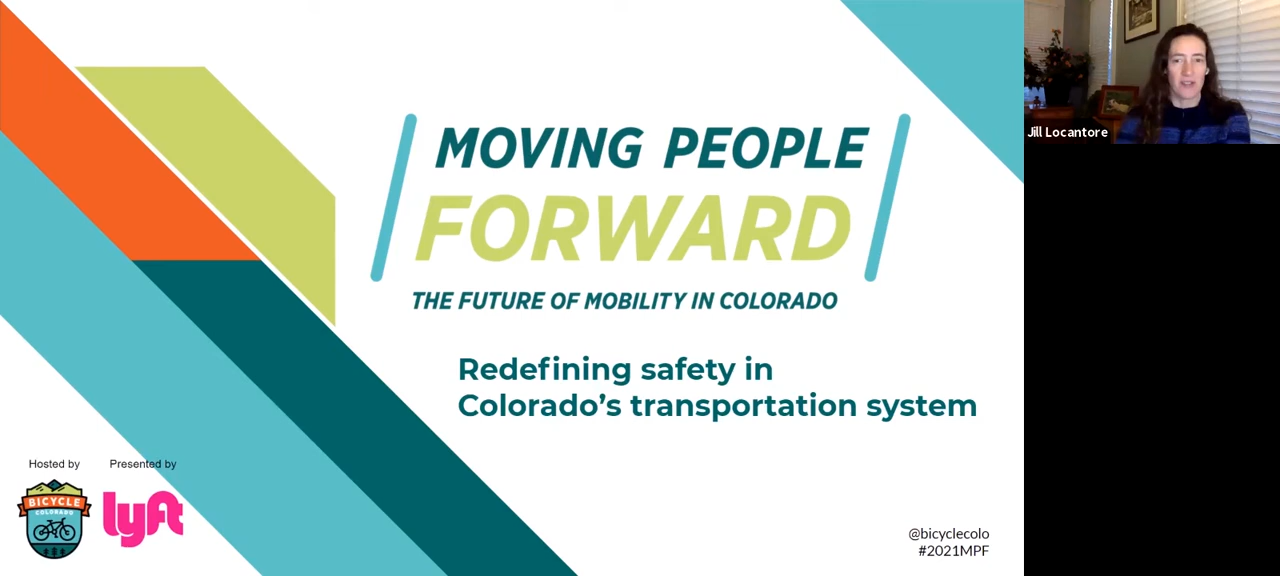 MOVING PEOPLE
FORWARD
THE FUTURE OF MOBILITY IN COLORADO
Redefining safety in
Colorado's transportation system
Hosted by
Presented by
BICYCLE
COLORADO
lyft
@bicyclecolo
#2021MPF
Jill Locantore